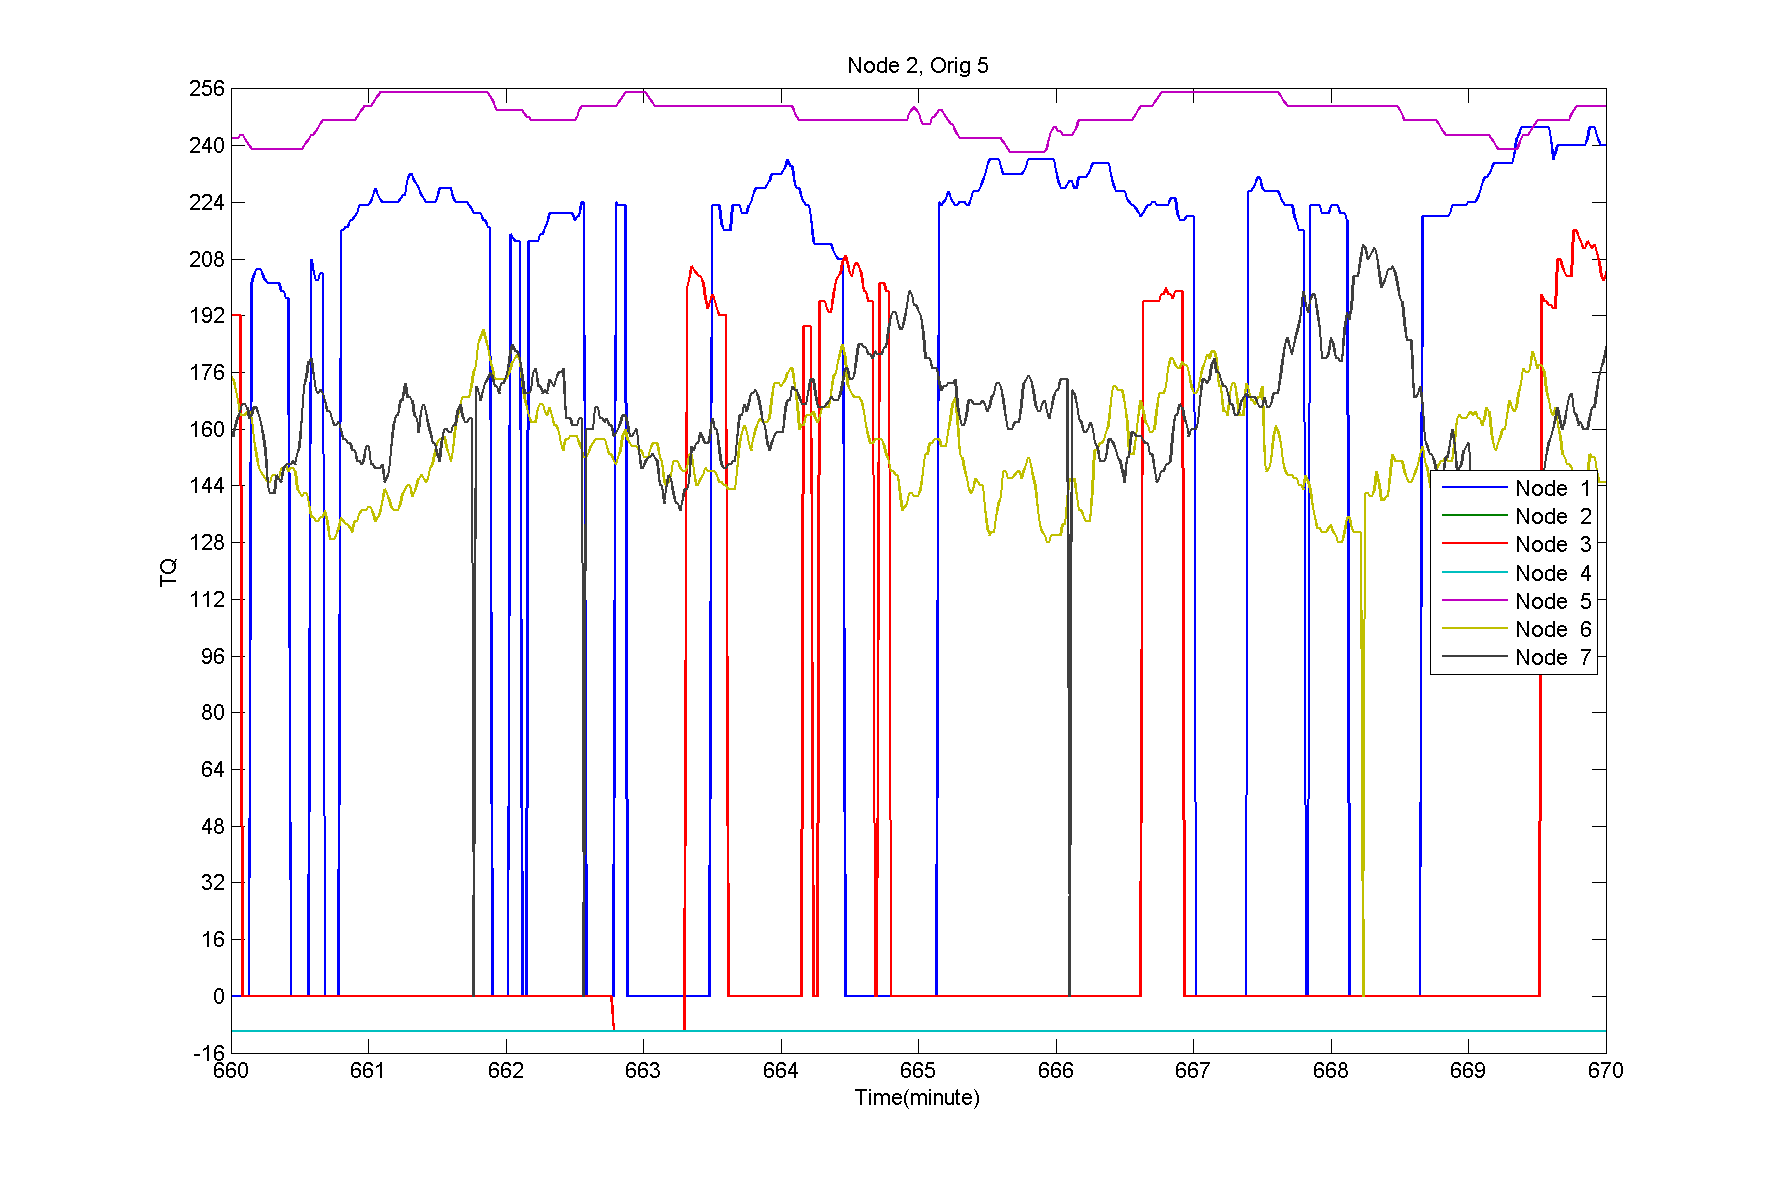 Node 2, Orig 5
256
240
224
208
192
176
160
144
128
112
96
80
64
48
32
16
0
-16
TQ
Node 1
Node 2
Node 3
Node 4
Node 5
Node 6
Node 7
660 661 662 663 664 665 666 667 668 669 670
Time(minute)